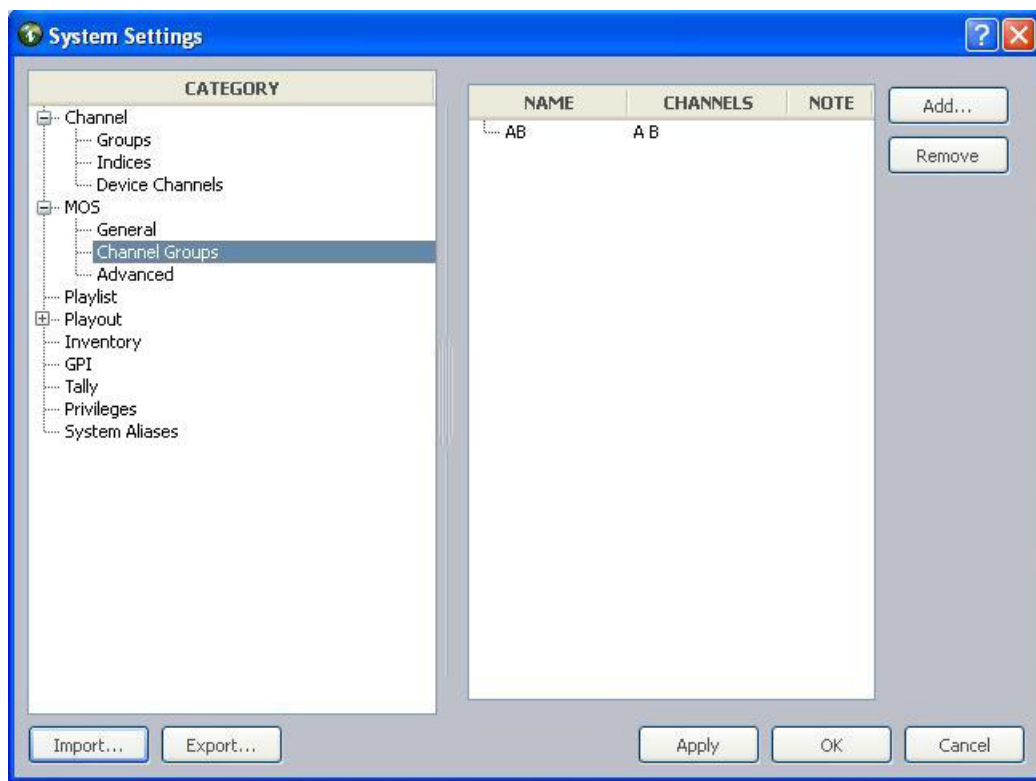 System Settings
CATEGORY
Channel
Groups
Indices
Device Channels
MOS
General
Channel Groups
Advanced
Playlist
Playout
Inventory
GPI
Tally
Privileges
System Aliases
NAME CHANNELS NOTE
AB A B
Add...
Remove
Import... Export... Apply OK Cancel